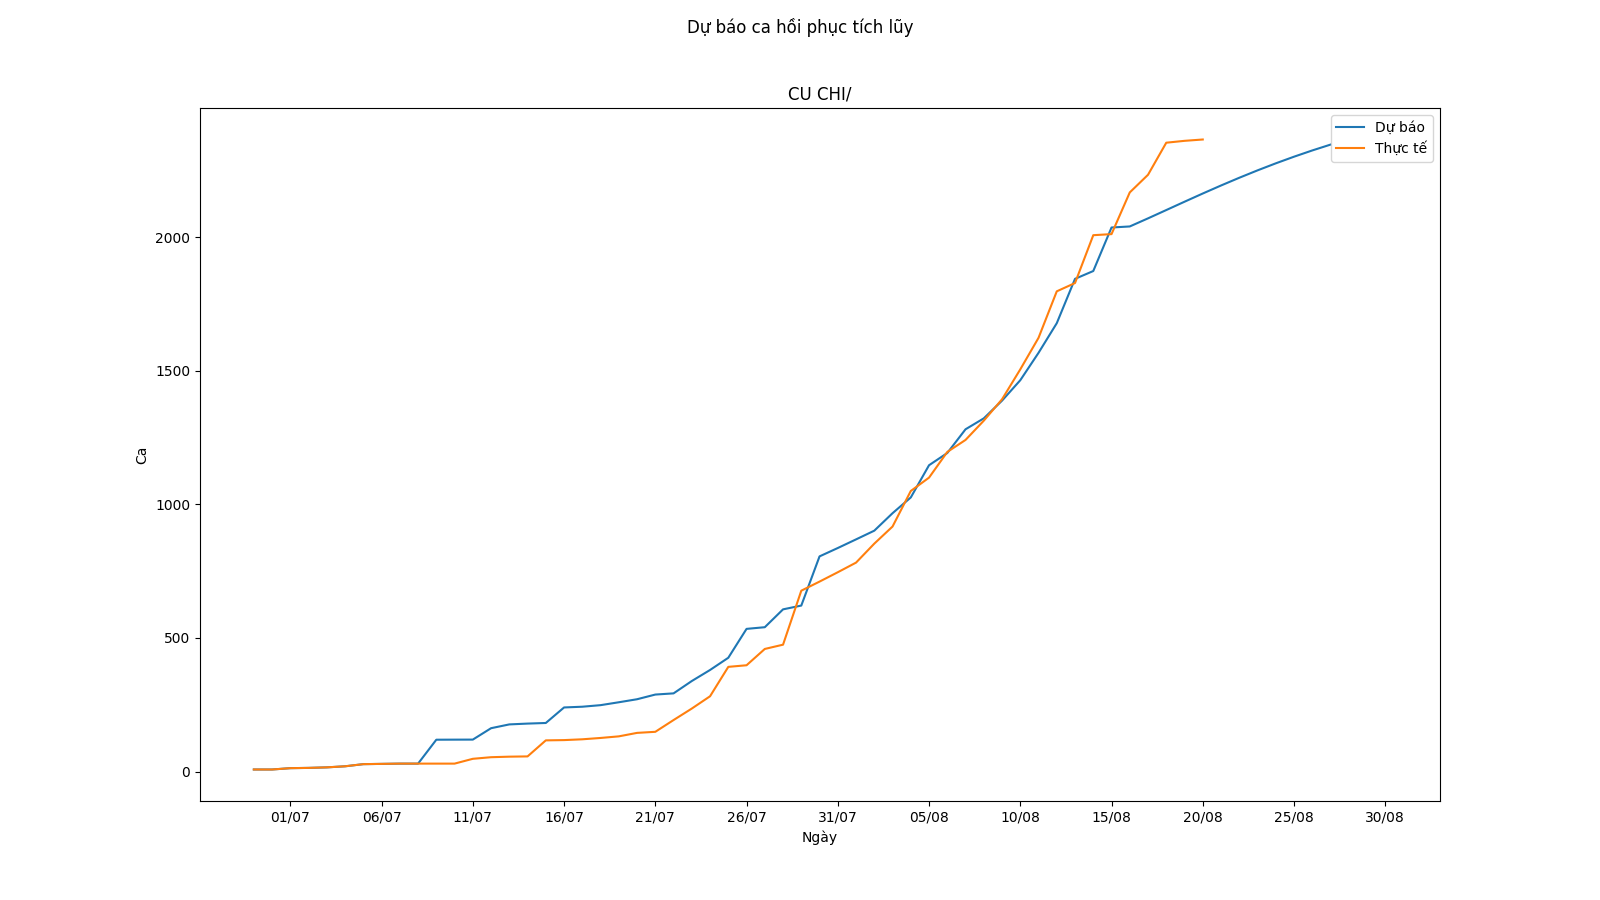 Dự báo ca hồi phục tích lũy
CU CHI/
Dự báo
Thực tế
2000
1500
1000
500
0
Ca
01/07 06/07 11/07 16/07 21/07 26/07 31/07 05/08 10/08 15/08 20/08 25/08 30/08
Ngày